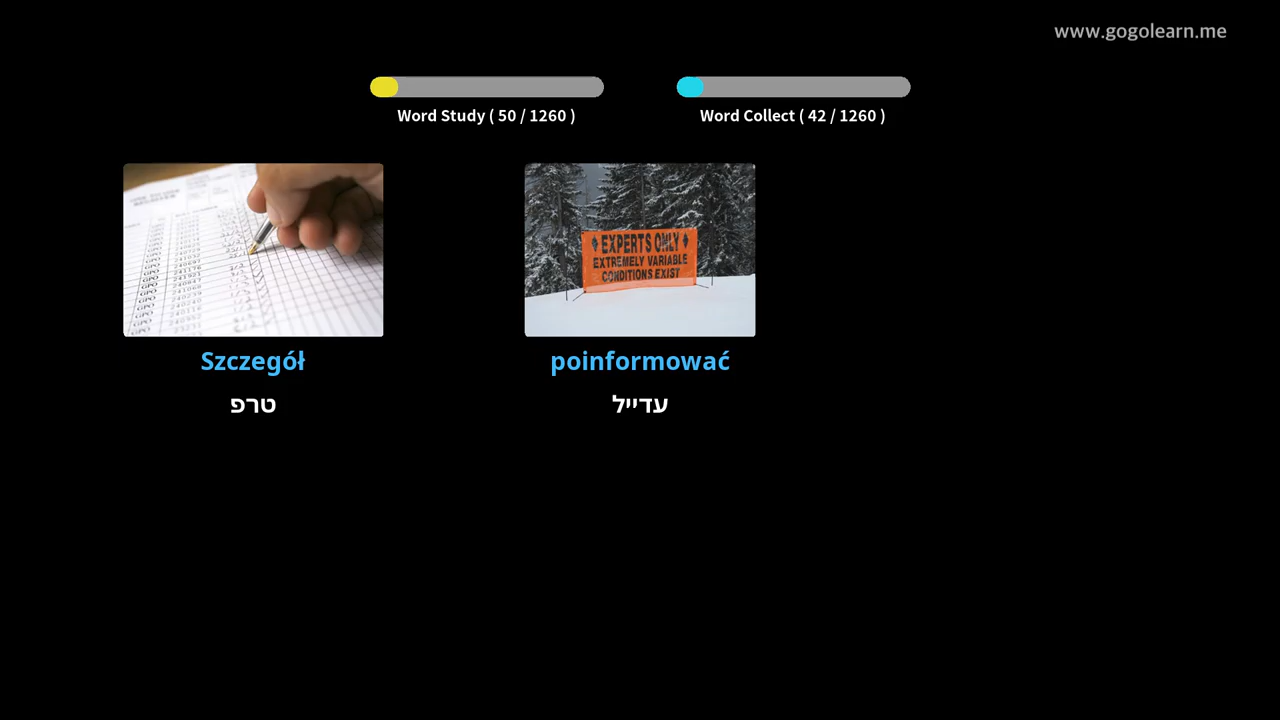 www.gogolearn.me
Word Study ( 50 / 1260 )
Word Collect ( 42 / 1260 )
EXPERTS ONLY
EXTREMELY VARIABLE
CONDITIONS EXIST
Szczegół
poinformować
טרפ
עדייל